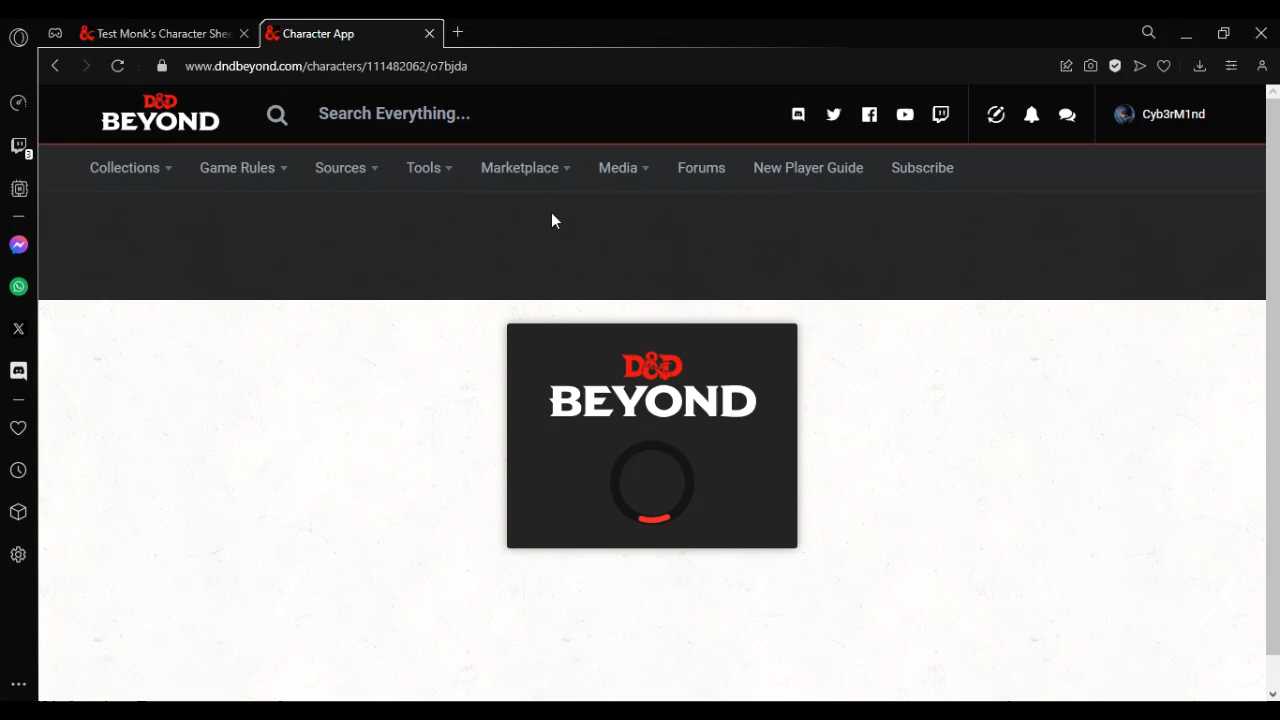 Test Monk's Character She
Character App
www.dndbeyond.com/characters/111482062/o7bjda
3
D&D
BEYOND
Search Everything...
Cyb3rM1nd
Collections
Game Rules
Sources
Tools
Marketplace
Media
Forums
New Player Guide
Subscribe
D&D
BEYOND